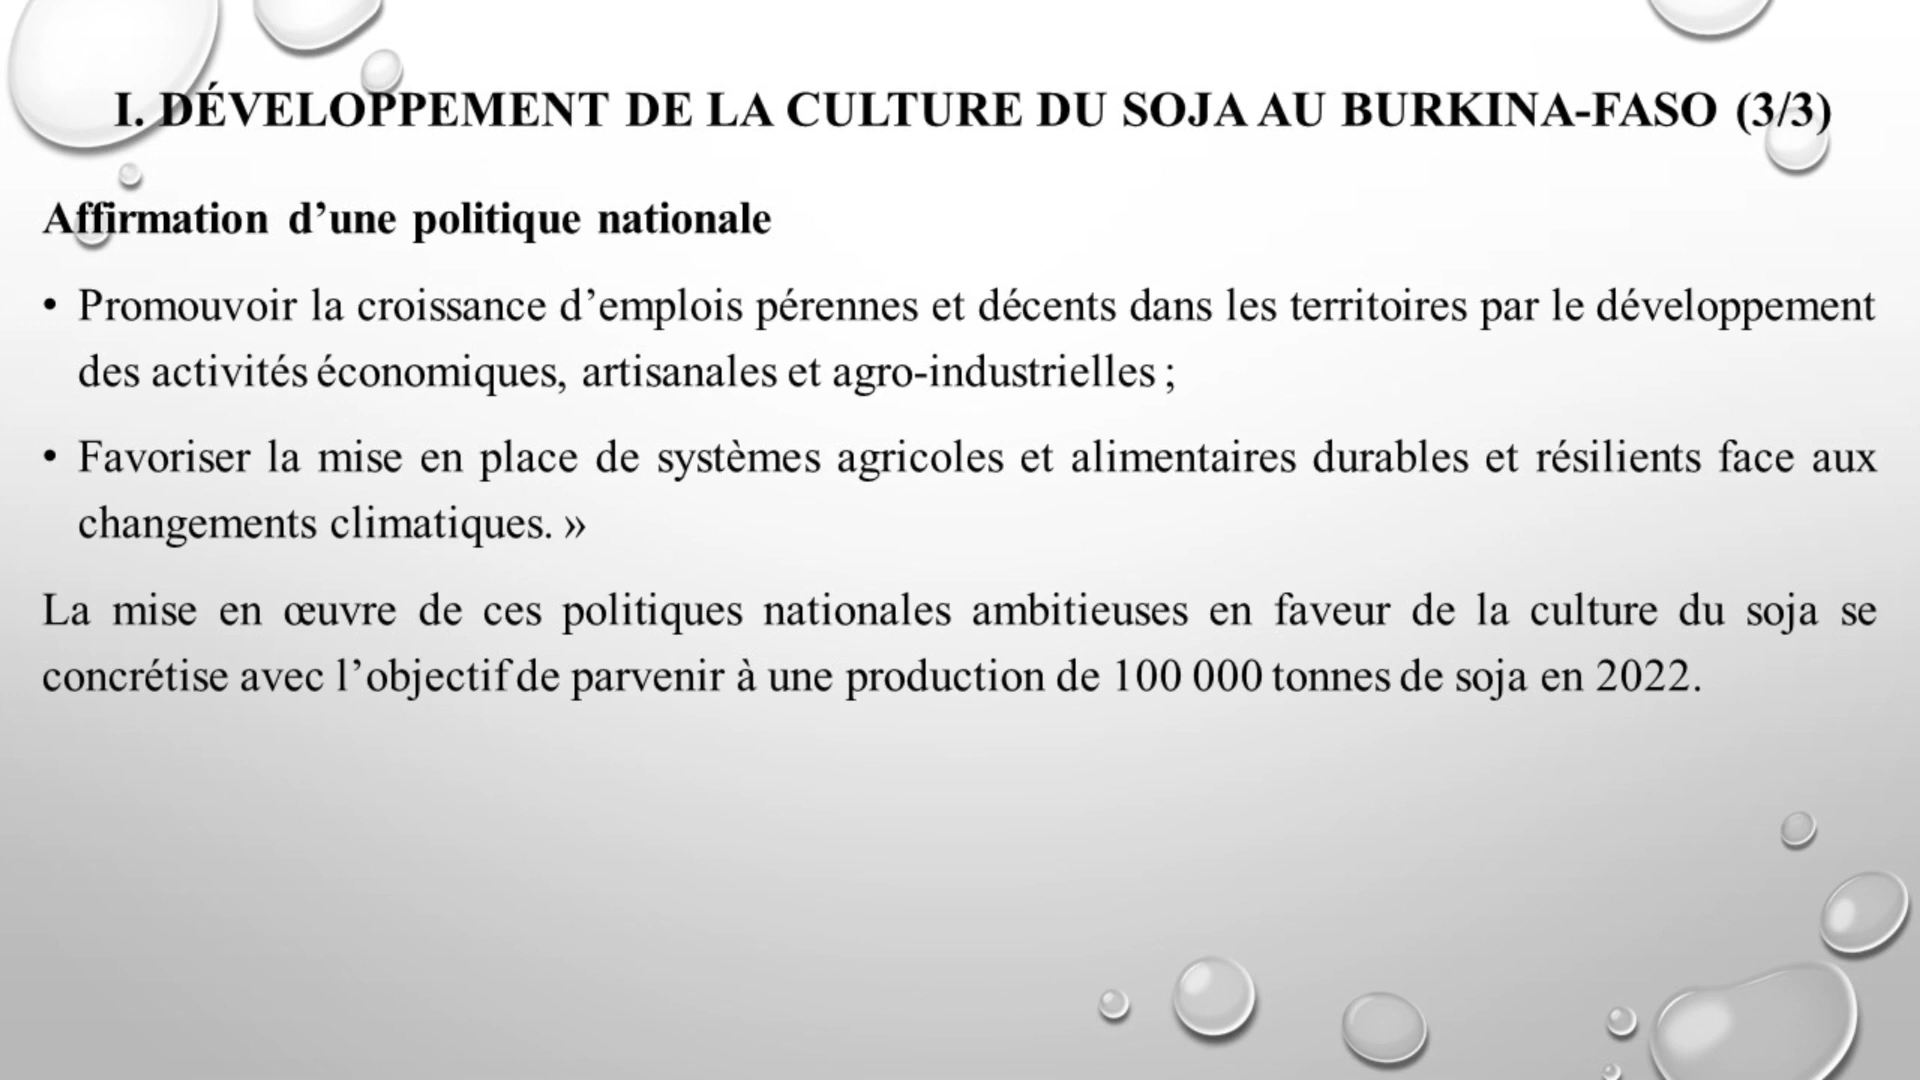 I. DÉVELOPPEMENT DE LA CULTURE DU SOJA AU BURKINA-FASO (3/3)
Affirmation d’une politique nationale
• Promouvoir la croissance d’emplois pérennes et décents dans les territoires par le développement
des activités économiques, artisanales et agro-industrielles ;
• Favoriser la mise en place de systèmes agricoles et alimentaires durables et résilients face aux
changements climatiques. »
La mise en œuvre de ces politiques nationales ambitieuses en faveur de la culture du soja se
concrétise avec l’objectif de parvenir à une production de 100 000 tonnes de soja en 2022.